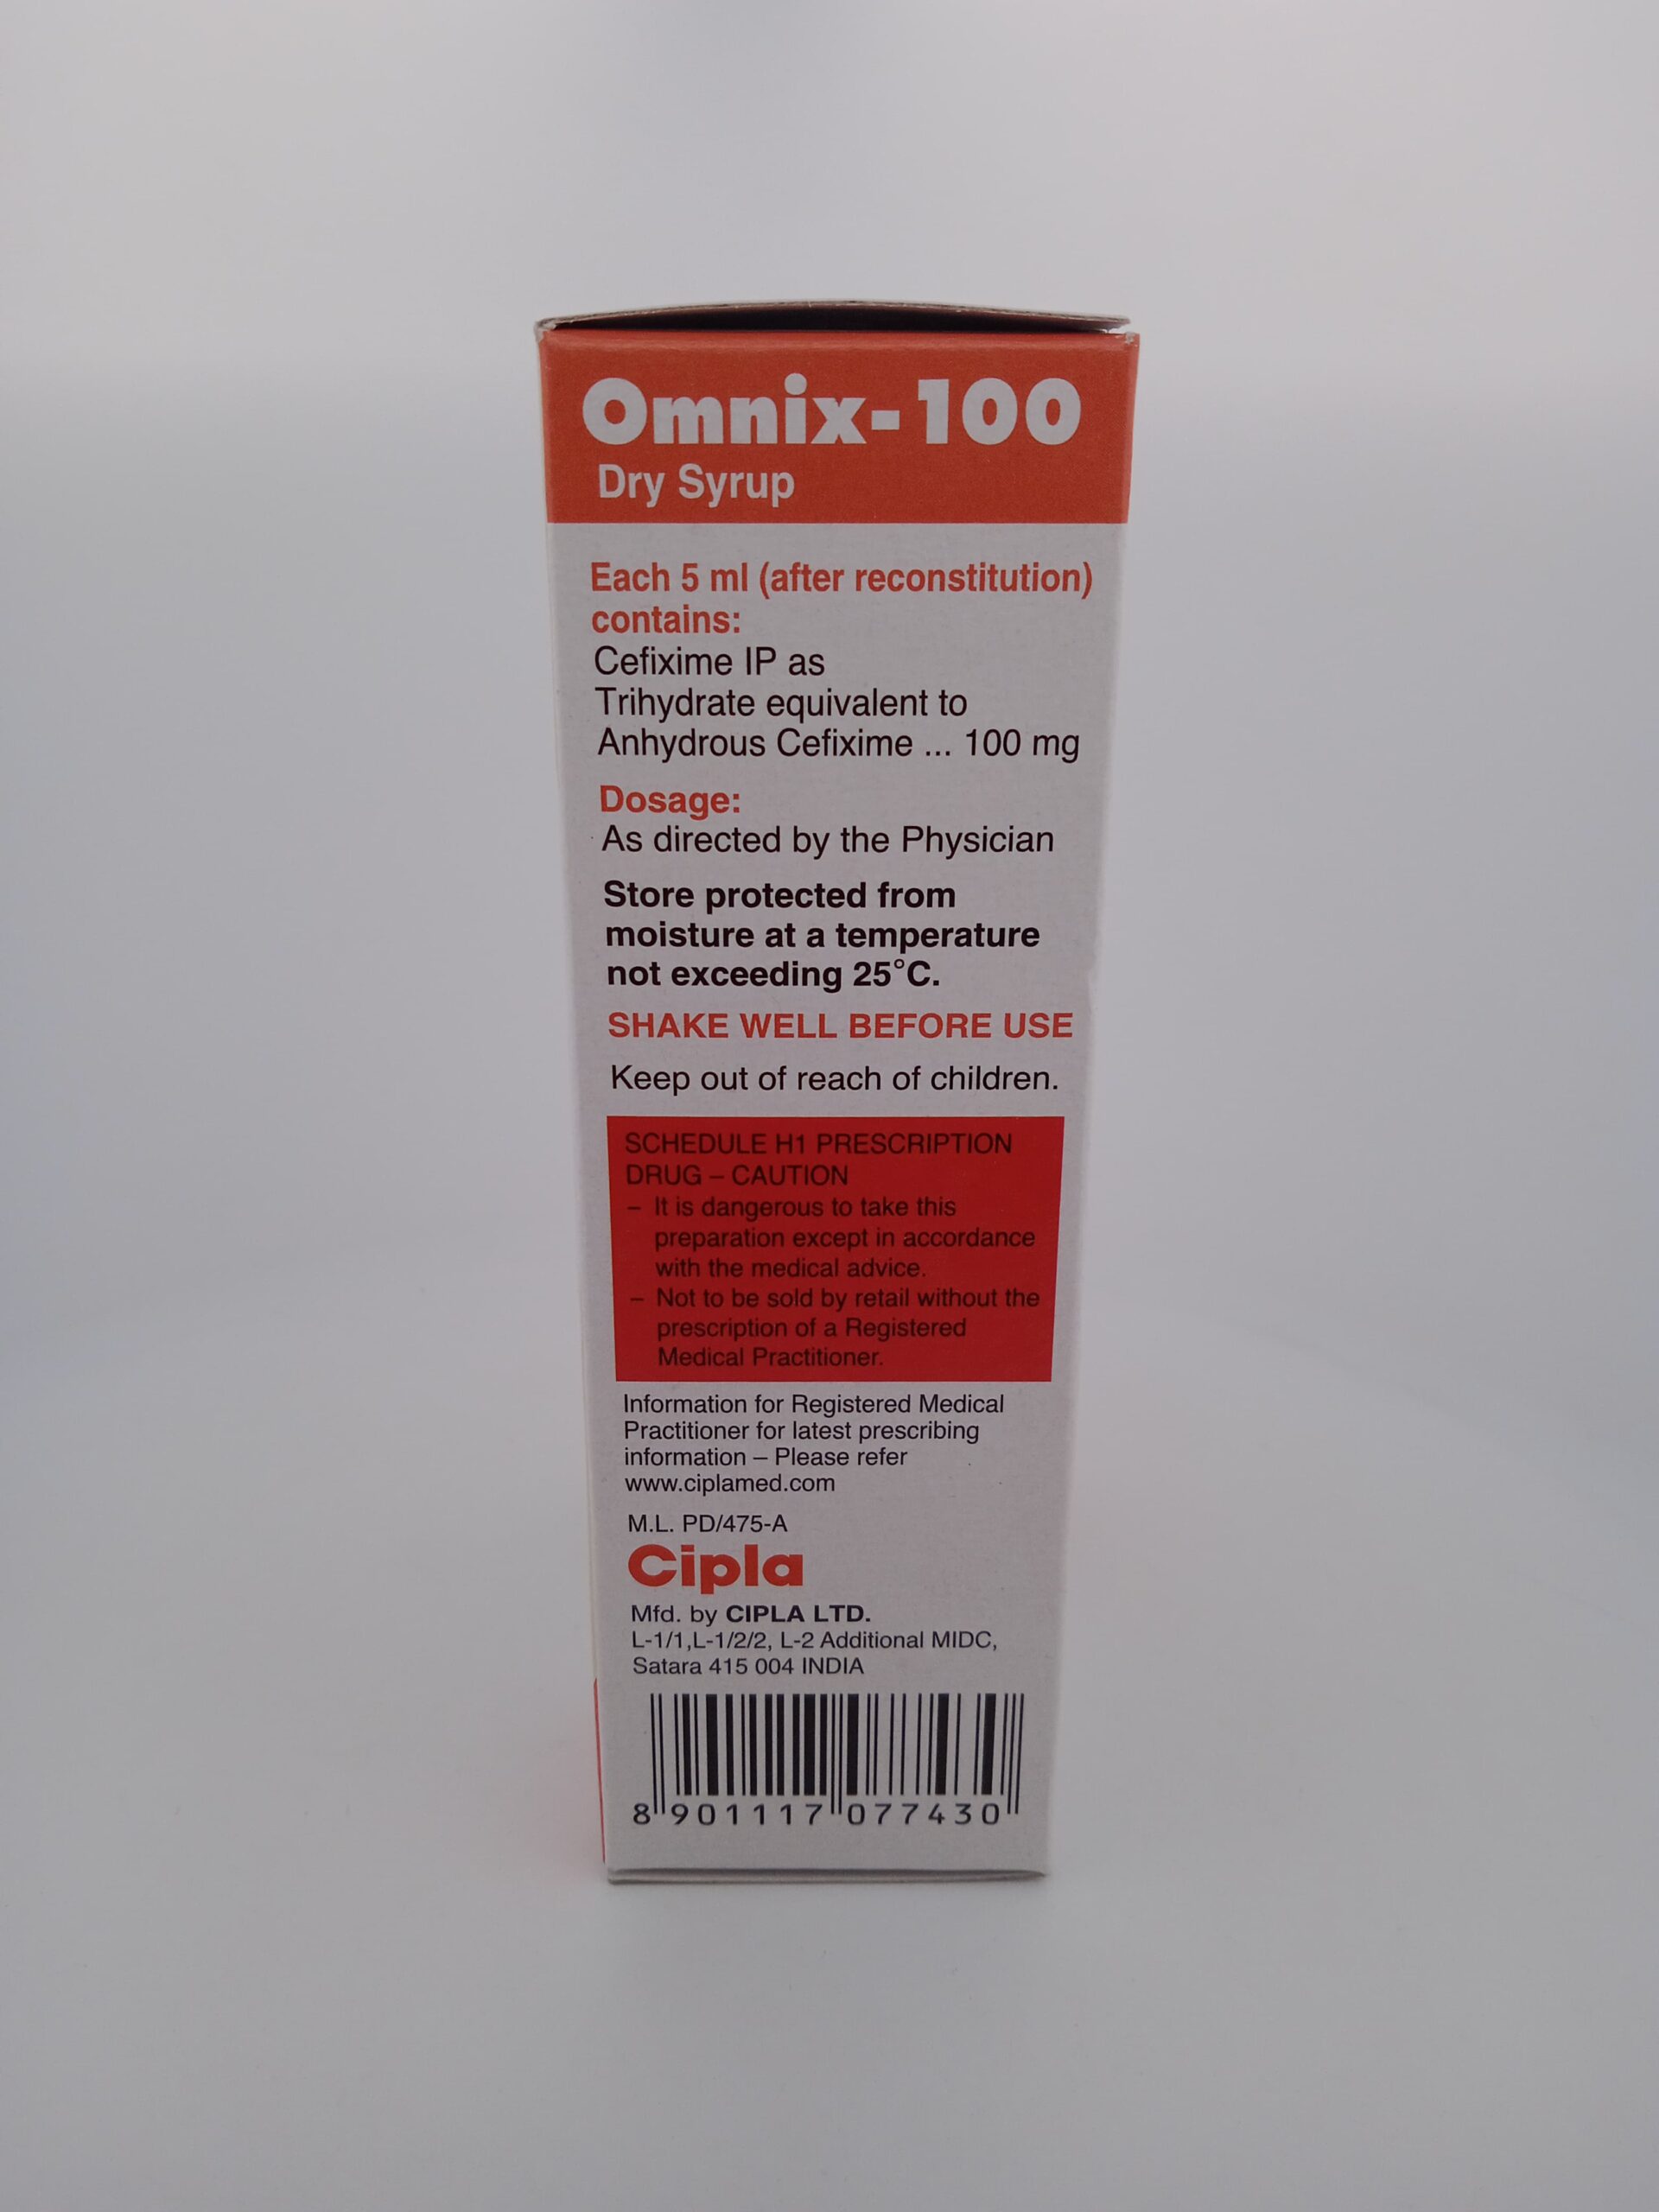 Omnix-100
Dry Syrup
Each 5 ml (after reconstitution)
contains:
Cefixime IP as
Trihydrate equivalent to
Anhydrous Cefixime ... 100 mg
Dosage:
As directed by the Physician
Store protected from
moisture at a temperature
not exceeding 25°C.
SHAKE WELL BEFORE USE
Keep out of reach of children.
SCHEDULE H1 PRESCRIPTION
DRUG – CAUTION
– It is dangerous to take this
preparation except in accordance
with the medical advice.
– Not to be sold by retail without the
prescription of a Registered
Medical Practitioner.
Information for Registered Medical
Practitioner for latest prescribing
information – Please refer
www.ciplamed.com
M.L. PD/475-A
Cipla
Mfd. by CIPLA LTD.
L-1/1,L-1/2/2, L-2 Additional MIDC,
Satara 415 004 INDIA
8 901117 077430